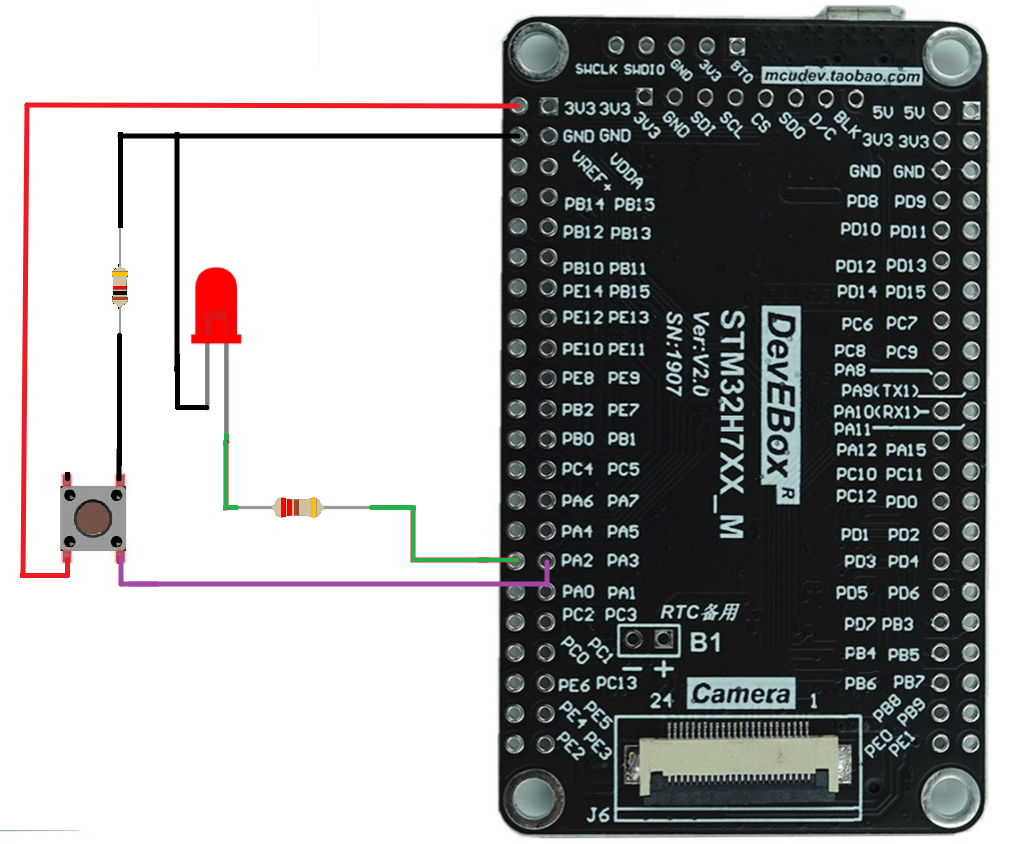 SWCLK SWDIO GND 3V3 BTO
mcudev.taobao.com
3V3 GND SDI SCL CS SDO D/C BLK
3V3 3V3
GND GND
VREF+ VDDA
PB14 PB15
PB12 PB13
PB10 PB11
PE14 PB15
PE12 PE13
PE10 PE11
PE8 PE9
PB2 PE7
PB0 PB1
PC4 PC5
PA6 PA7
PA4 PA5
PA2 PA3
PA0 PA1
PC2 PC3
PC0 PC1
PE6 PC13
PE4 PE5
PE2 PE3
5V 5V
3V3 3V3
GND GND
PD8 PD9
PD10 PD11
PD12 PD13
PD14 PD15
PC6 PC7
PC8 PC9
PA8
PA9(TX1)
PA10(RX1)
PA11
PA12 PA15
PC10 PC11
PC12 PD0
PD1 PD2
PD3 PD4
PD5 PD6
PD7 PB3
PB4 PB5
PB6 PB7
PB8 PB9
PE0 PE1
DevEBox R
STM32H7XX_M
Ver:V2.0
SN:1907
RTC备用
B1
− +
24 Camera 1
J6